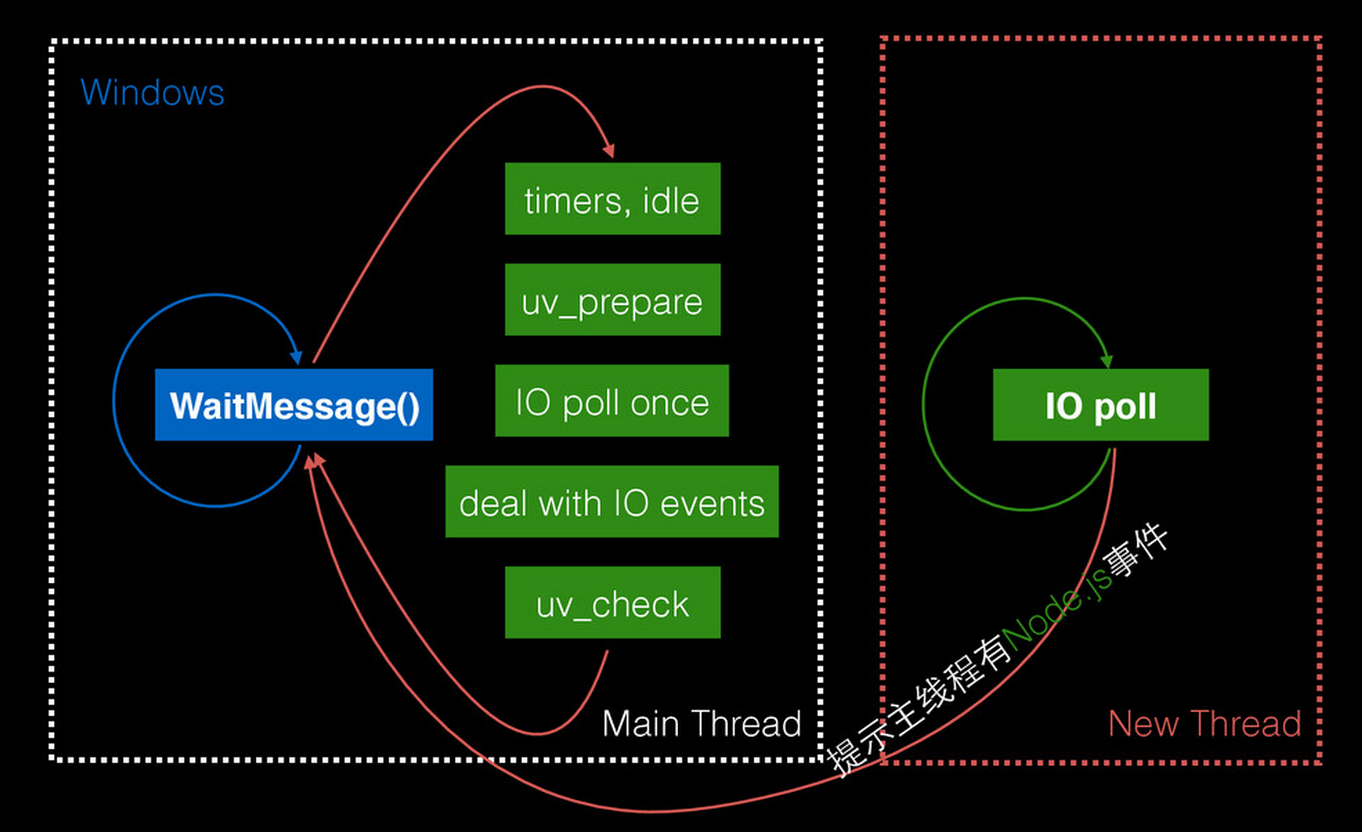 Windows
timers, idle
uv_prepare
WaitMessage()
IO poll once
deal with IO events
uv_check
Main Thread
IO poll
提示主线程有Node.js事件
New Thread